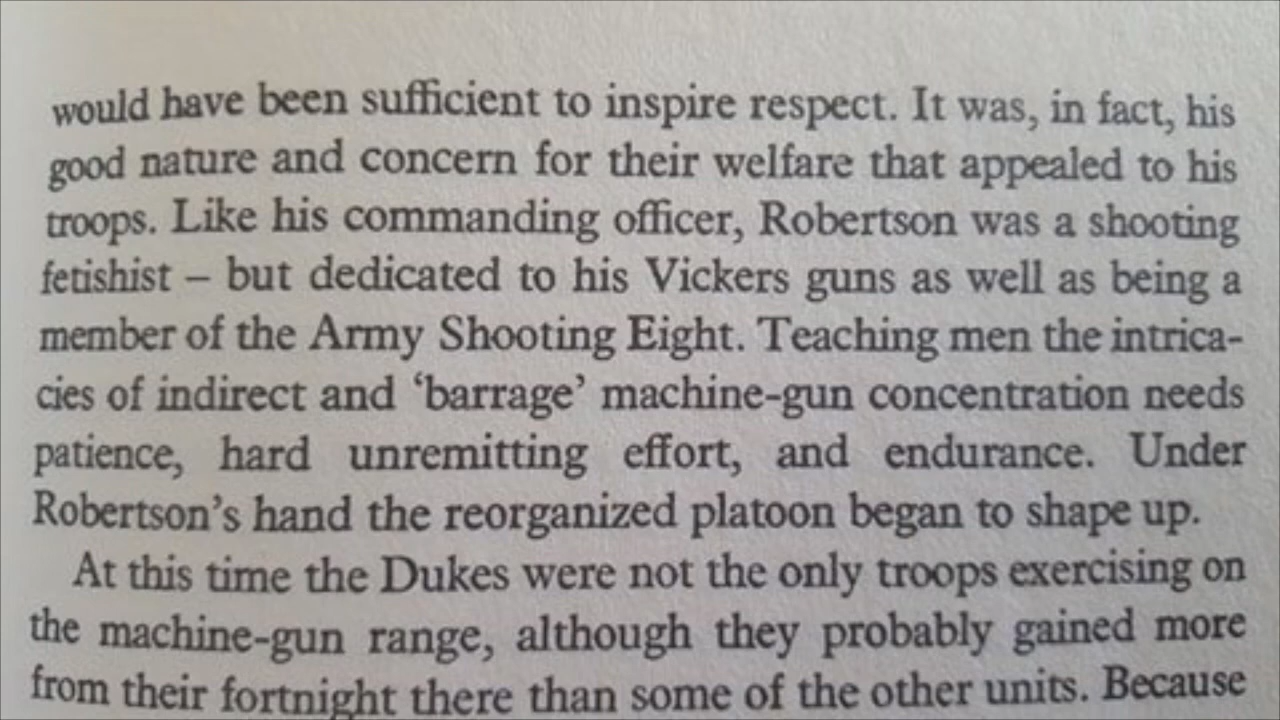 would have been sufficient to inspire respect. It was, in fact, his
good nature and concern for their welfare that appealed to his
troops. Like his commanding officer, Robertson was a shooting
fetishist – but dedicated to his Vickers guns as well as being a
member of the Army Shooting Eight. Teaching men the intrica-
cies of indirect and ‘barrage’ machine-gun concentration needs
patience, hard unremitting effort, and endurance. Under
Robertson’s hand the reorganized platoon began to shape up.
At this time the Dukes were not the only troops exercising on
the machine-gun range, although they probably gained more
from their fortnight there than some of the other units. Because